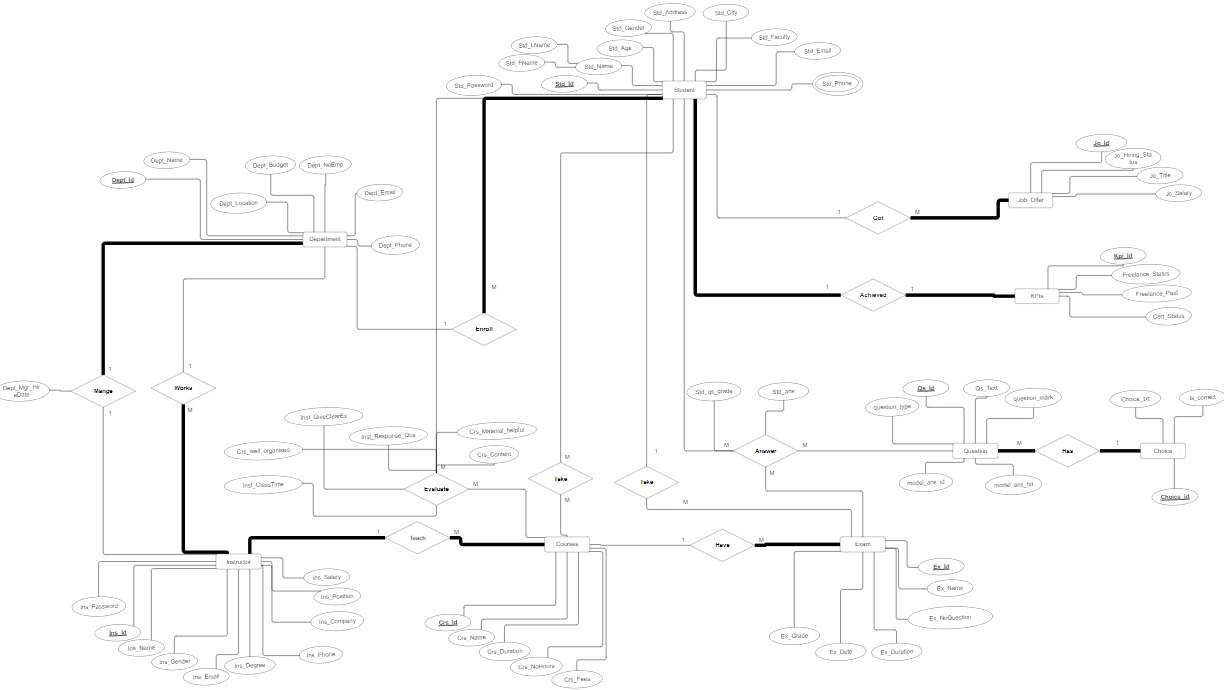 Std_Address
Std_City
Std_Gender
Std_Faculty
Std_LName
Std_Age
Std_Email
Std_FName
Std_Name
Std_Password
Std_Id
Student
Std_Phone
Dept_Name
Dept_Budget
Dept_NoEmp
Dept_Id
Dept_Email
Dept_Location
Department
Dept_Phone
Jo_Id
Jo_Hiring_Sta
tus
Jo_Title
Jo_Salary
Job_Offer
1
Got
M
Kpi_Id
Freelance_Status
Freelance_Paid
Cert_Status
KPIs
1
Achieved
1
M
1
Enroll
1
1
Dept_Mgr_Hir
eDate
Mange
Works
1
M
Std_qs_grade
Std_ans
Qs_Id
Qs_Text
question_type
question_mark
Choice_txt
Is_correct
Inst_GiveClearEx
Inst_Response_Qus
Crs_Material_helpful
Crs_well_organised
Crs_Content
M
M
1
M
Answer
M
Question
M
Has
1
Choice
M
model_ans_id
model_ans_txt
Choice_Id
Inst_ClassTime
Evaluate
M
Take
M
Take
M
1
Teach
M
Courses
1
Have
M
Exam
Instructor
Ins_Salary
Ins_Position
Ins_Company
Ins_Phone
Ins_Password
Ins_Id
Ins_Name
Ins_Gender
Ins_Email
Ins_Degree
Crs_Id
Crs_Name
Crs_Duration
Crs_NoHours
Crs_Fees
Ex_Id
Ex_Name
Ex_NoQuestion
Ex_Grade
Ex_Date
Ex_Duration